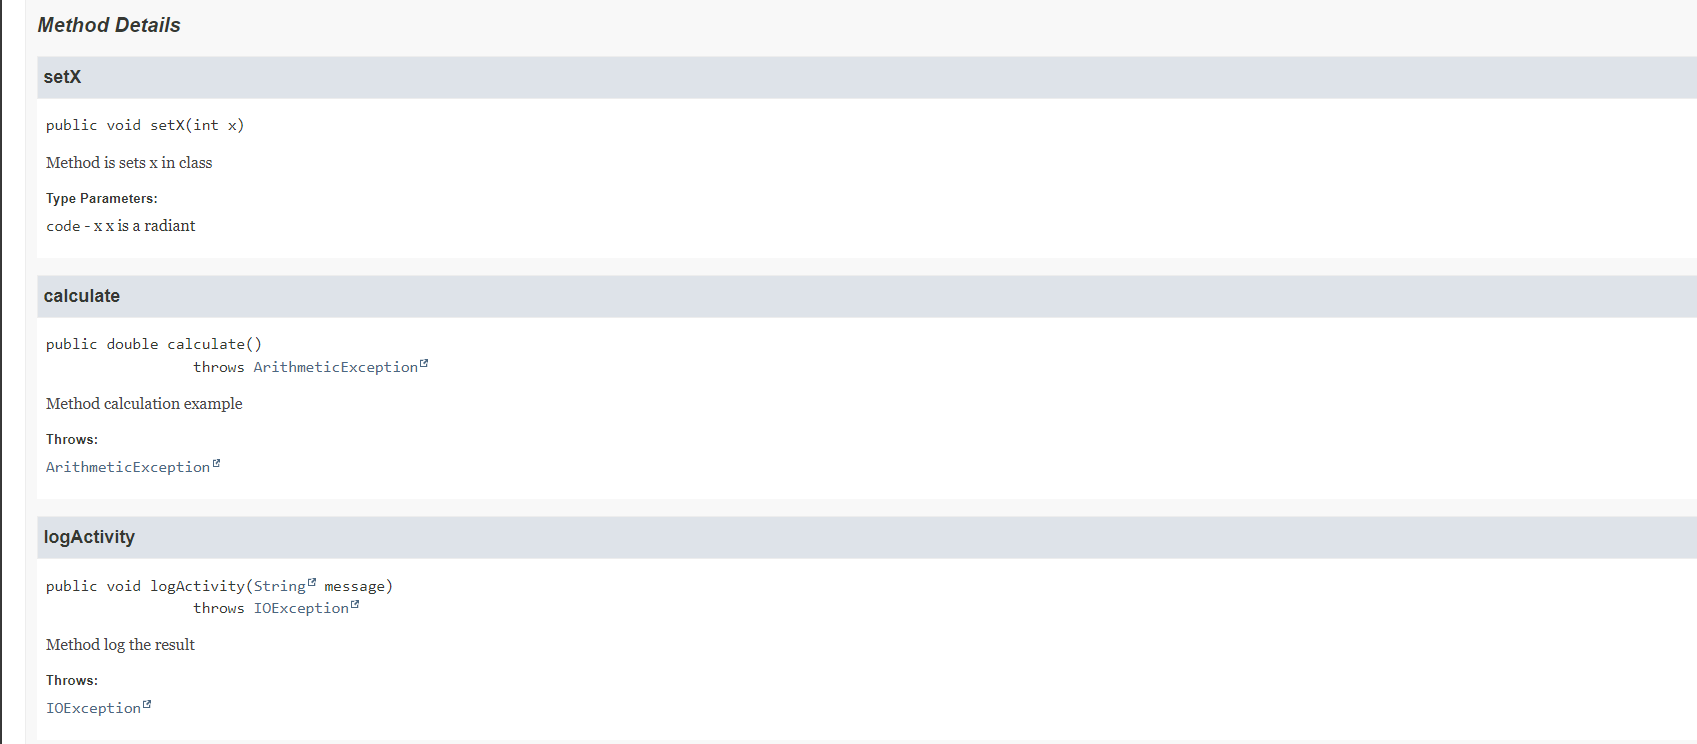 Method Details
setX
public void setX(int x)
Method is sets x in class
Type Parameters:
code - x x is a radiant
calculate
public double calculate()
throws ArithmeticException
Method calculation example
Throws:
ArithmeticException
logActivity
public void logActivity(String message)
throws IOException
Method log the result
Throws:
IOException